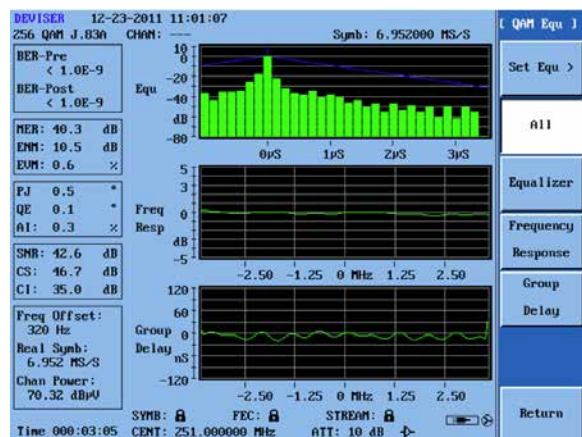 DEVISER 12-23-2011 11:01:07
256 QAM J.83A CHAN: --- Symb: 6.952000 MS/S
BER-Pre
< 1.0E-9
BER-Post
< 1.0E-9
MER: 40.3 dB
ENM: 10.5 dB
EVM: 0.6 %
PJ 0.5 °
QE 0.1 °
AI: 0.3 %
SNR: 42.6 dB
CS: 46.7 dB
CI: 35.0 dB
Freq Offset:
320 Hz
Real Symb:
6.952 MS/S
Chan Power:
70.32 dBµV
Time 000:03:05
10
0
-20
Equ
-40
dB
-80
0µS 1µS 2µS 3µS
5
3
Freq 0
Resp
dB
-5
-2.50 -1.25 0 MHz 1.25 2.50
120
60
Group 0
Delay
nS
-120
-2.50 -1.25 0 MHz 1.25 2.50
SYMB: FEC: STREAM:
CENT: 251.000000 MHz ATT: 10 dB
[ QAM Equ ]
Set Equ >
All
Equalizer
Frequency
Response
Group
Delay
Return